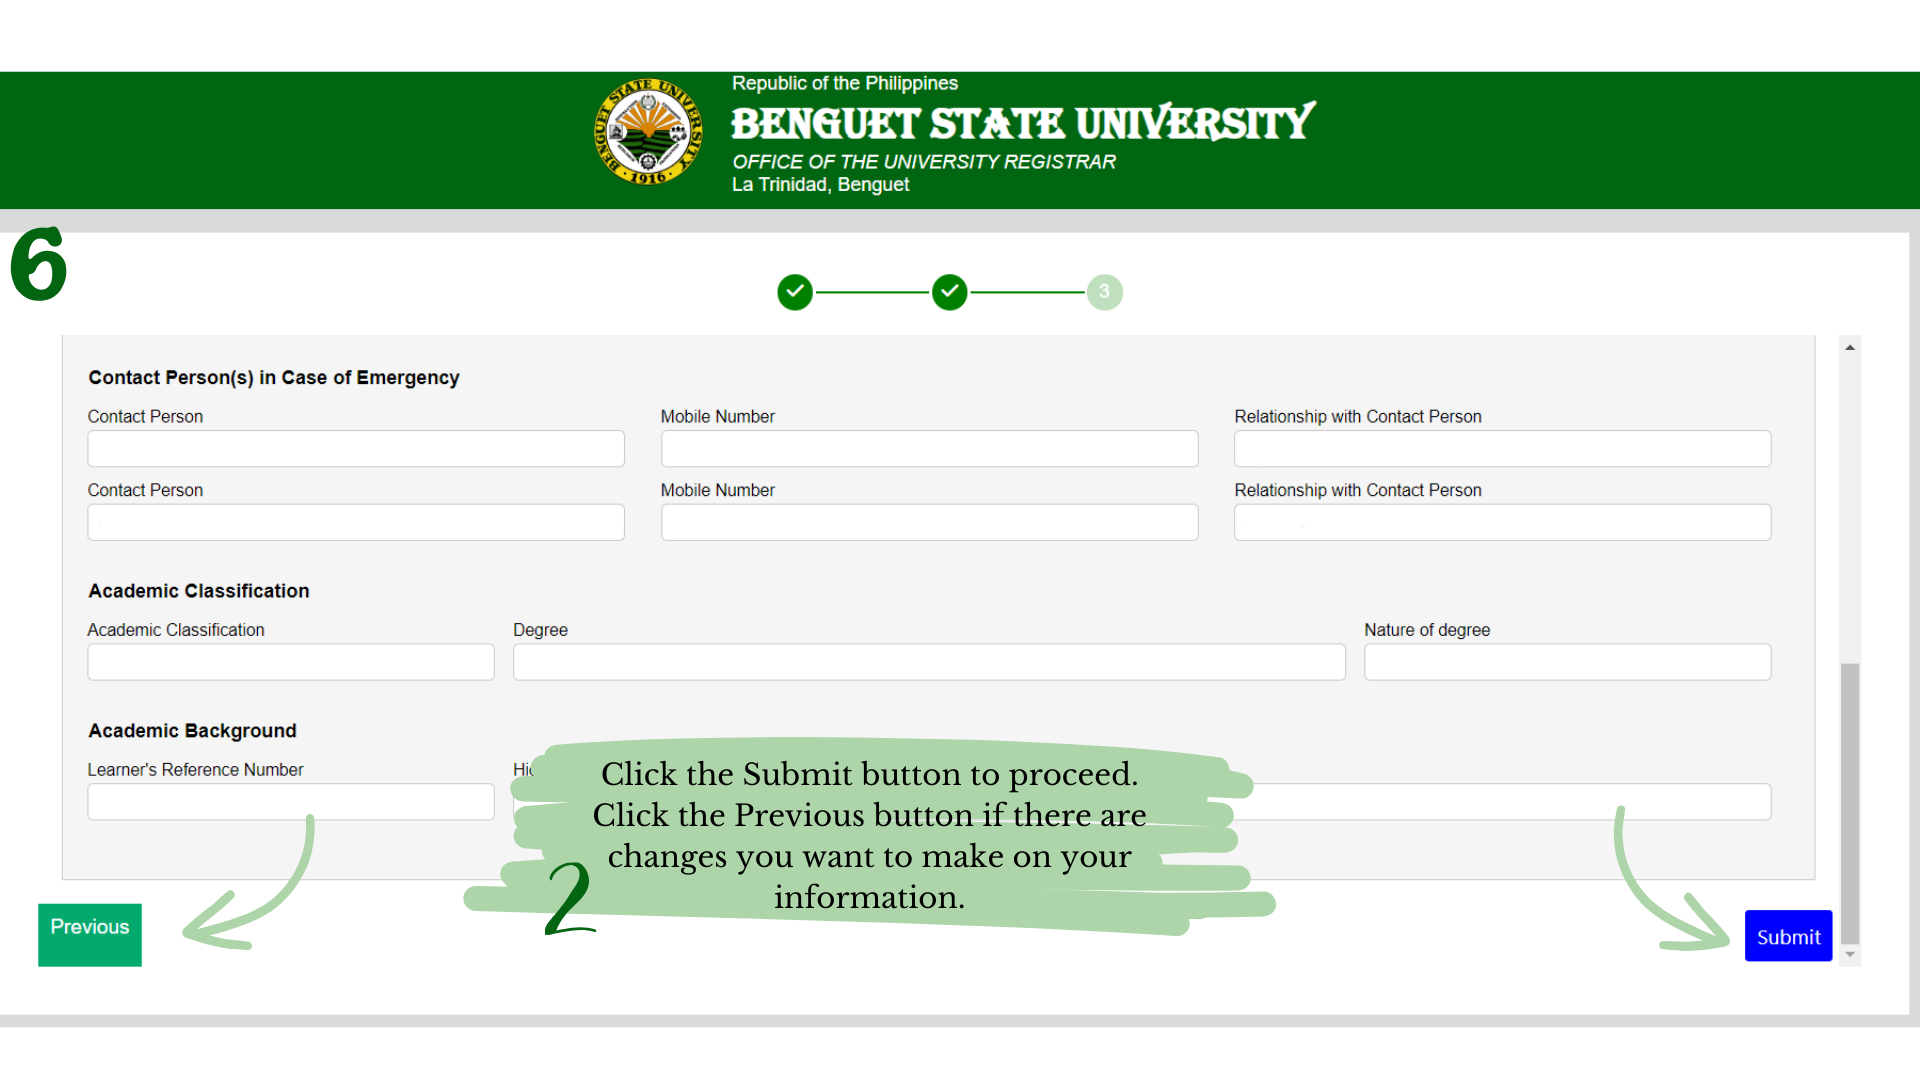 Republic of the Philippines
BENGUET STATE UNIVERSITY
OFFICE OF THE UNIVERSITY REGISTRAR
La Trinidad, Benguet
BENGUET STATE UNIVERSITY
· 1916 ·
6
3
Contact Person(s) in Case of Emergency
Contact Person Mobile Number Relationship with Contact Person
Contact Person Mobile Number Relationship with Contact Person
Academic Classification
Academic Classification Degree Nature of degree
Academic Background
Learner's Reference Number
Click the Submit button to proceed.
Click the Previous button if there are
changes you want to make on your
information.
2
Previous
Submit